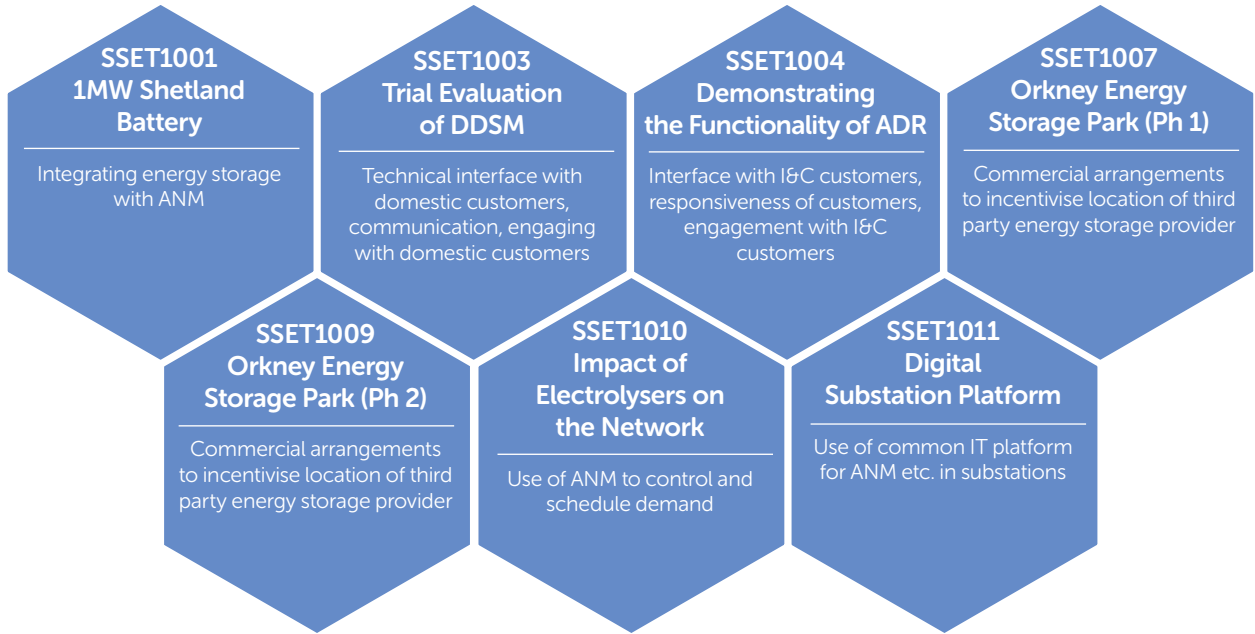 SSET1001
1MW Shetland
Battery
Integrating energy storage
with ANM
SSET1003
Trial Evaluation
of DDSM
Technical interface with
domestic customers,
communication, engaging
with domestic customers
SSET1004
Demonstrating
the Functionality of ADR
Interface with I&C customers,
responsiveness of customers,
engagement with I&C
customers
SSET1007
Orkney Energy
Storage Park (Ph 1)
Commercial arrangements
to incentivise location of third
party energy storage provider
SSET1009
Orkney Energy
Storage Park (Ph 2)
Commercial arrangements
to incentivise location of third
party energy storage provider
SSET1010
Impact of
Electrolysers on
the Network
Use of ANM to control and
schedule demand
SSET1011
Digital
Substation Platform
Use of common IT platform
for ANM etc. in substations